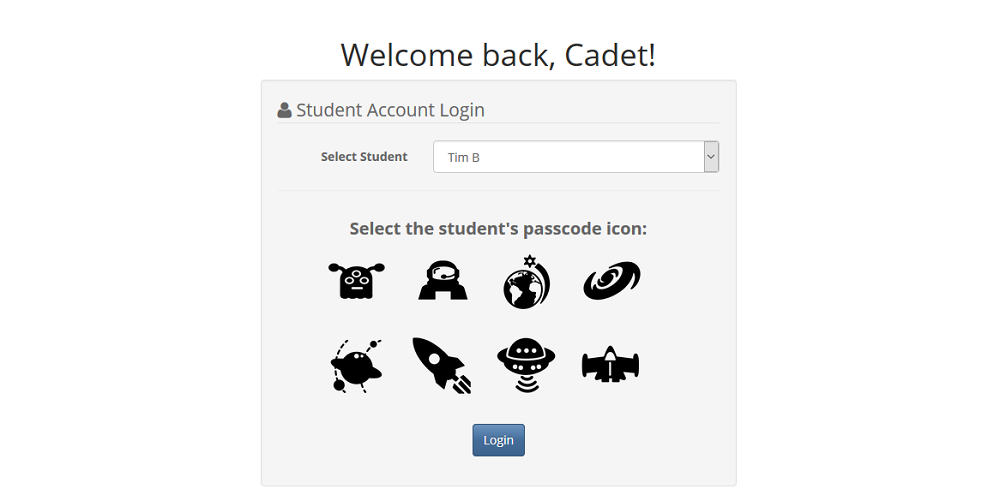 Welcome back, Cadet!
Student Account Login
Select Student
Tim B
Select the student's passcode icon:
Login